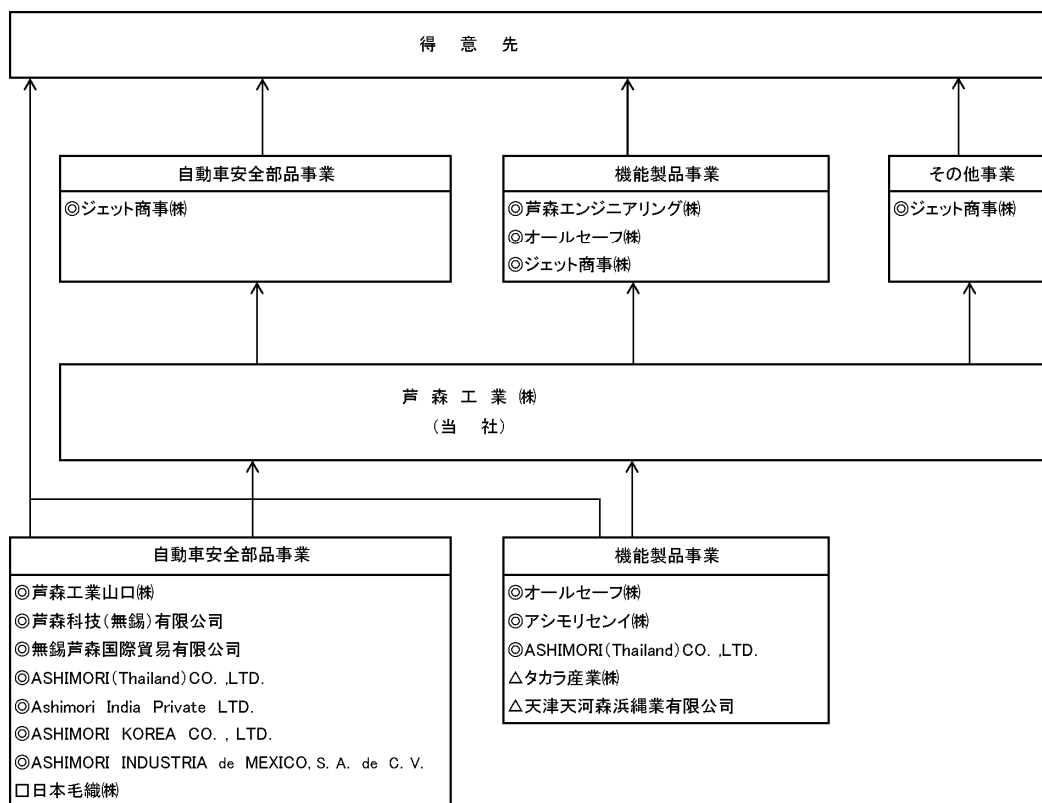 得 意 先
自動車安全部品事業
◎ジェット商事㈱
機能製品事業
◎芦森エンジニアリング㈱
◎オールセーフ㈱
◎ジェット商事㈱
その他事業
◎ジェット商事㈱
芦 森 工 業 ㈱
(当 社)
自動車安全部品事業
◎芦森工業山口㈱
◎芦森科技(無錫)有限公司
◎無錫芦森国際貿易有限公司
◎ASHIMORI(Thailand)CO.,LTD.
◎Ashimori India Private LTD.
◎ASHIMORI KOREA CO., LTD.
◎ASHIMORI INDUSTRIA de MEXICO, S. A. de C. V.
□日本毛織㈱
機能製品事業
◎オールセーフ㈱
◎アシモリセンイ㈱
◎ASHIMORI(Thailand)CO.,LTD.
△タカラ産業㈱
△天津天河森浜縄業有限公司